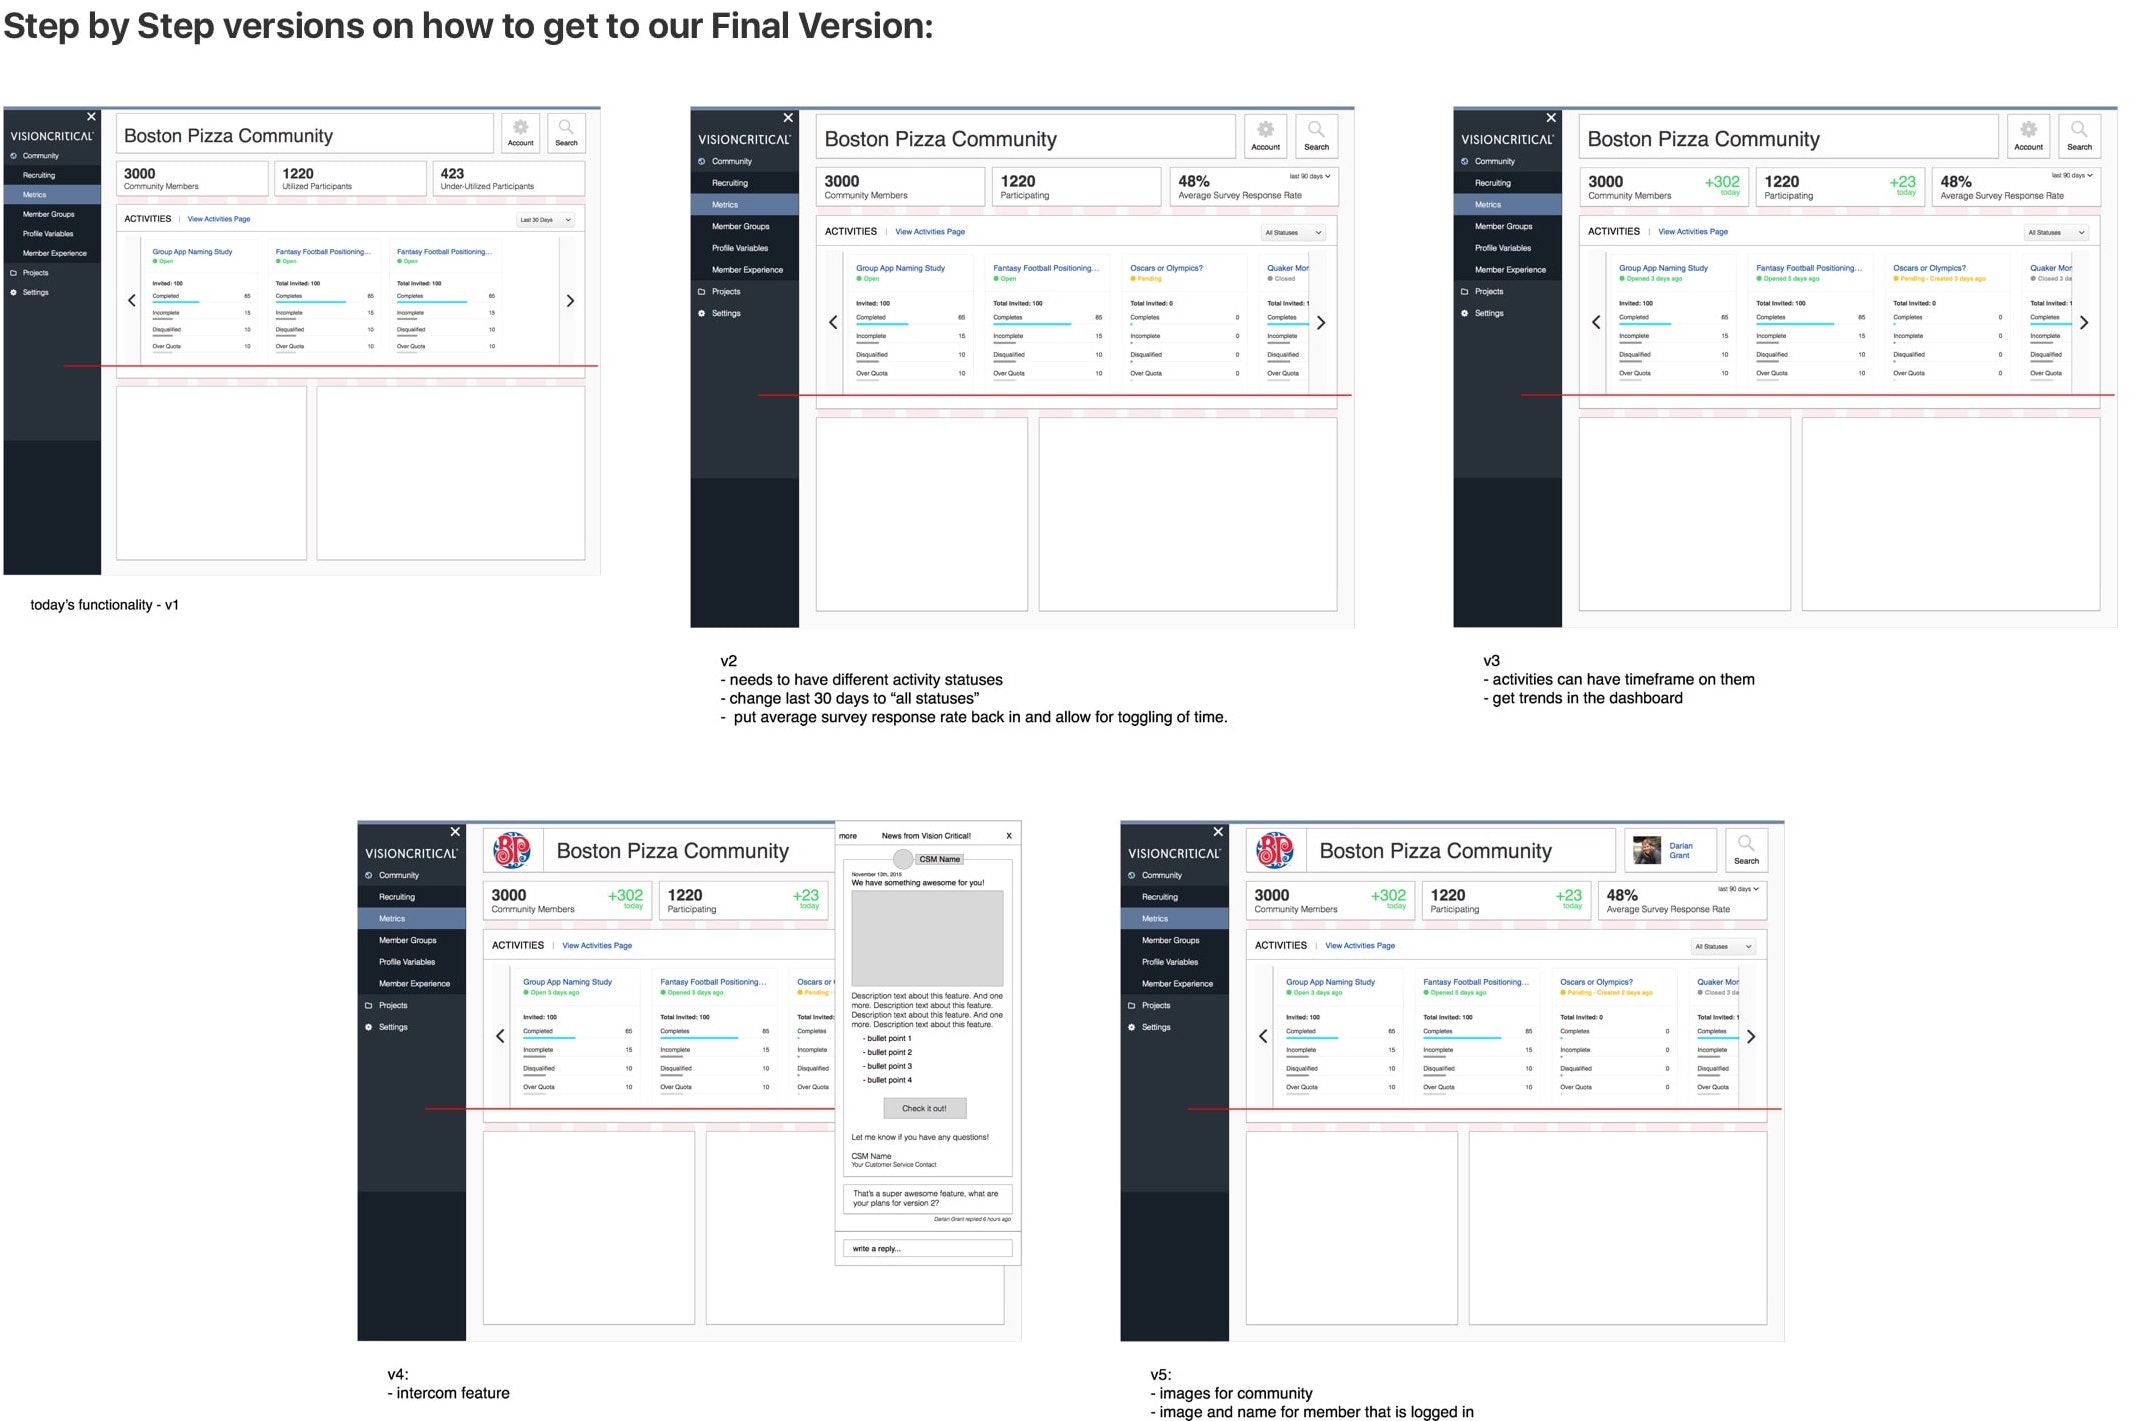 Step by Step versions on how to get to our Final Version:
VISIONCRITICAL
Community
Recruiting
Metrics
Member Groups
Profile Variables
Member Experience
Projects
Settings
Boston Pizza Community
Account
Search
3000
Community Members
1220
Utilized Participants
423
Under-Utilized Participants
ACTIVITIES | View Activities Page
Last 30 Days
Group App Naming Study
Open
Invited: 100
Completed 65
Incomplete 15
Disqualified 10
Over Quota 10
Fantasy Football Positioning...
Open
Total Invited: 100
Completes 85
Incomplete 15
Disqualified 10
Over Quota 10
Fantasy Football Positioning...
Open
Total Invited: 100
Completes 85
Incomplete 15
Disqualified 10
Over Quota 10
today's functionality - v1
VISIONCRITICAL
Community
Recruiting
Metrics
Member Groups
Profile Variables
Member Experience
Projects
Settings
Boston Pizza Community
Account
Search
3000
Community Members
1220
Participating
48%
last 90 days
Average Survey Response Rate
ACTIVITIES | View Activities Page
All Statuses
Group App Naming Study
Open
Invited: 100
Completed 65
Incomplete 15
Disqualified 10
Over Quota 10
Fantasy Football Positioning...
Open
Total Invited: 100
Completes 85
Incomplete 15
Disqualified 10
Over Quota 10
Oscars or Olympics?
Pending
Total Invited: 0
Completes 0
Incomplete 0
Disqualified 0
Over Quota 0
Quaker Mor
Closed
Total Invited: 1
Completes
Incomplete
Disqualified
Over Quota
v2
- needs to have different activity statuses
- change last 30 days to “all statuses”
- put average survey response rate back in and allow for toggling of time.
VISIONCRITICAL
Community
Recruiting
Metrics
Member Groups
Profile Variables
Member Experience
Projects
Settings
Boston Pizza Community
Account
Search
3000 +302
Community Members today
1220 +23
Participating today
48%
last 90 days
Average Survey Response Rate
ACTIVITIES | View Activities Page
All Statuses
Group App Naming Study
Opened 3 days ago
Invited: 100
Completed 65
Incomplete 15
Disqualified 10
Over Quota 10
Fantasy Football Positioning...
Opened 5 days ago
Total Invited: 100
Completes 85
Incomplete 15
Disqualified 10
Over Quota 10
Oscars or Olympics?
Pending - Created 3 days ago
Total Invited: 0
Completes 0
Incomplete 0
Disqualified 0
Over Quota 0
Quaker Mor
Closed 3 da
Total Invited: 1
Completes
Incomplete
Disqualified
Over Quota
v3
- activities can have timeframe on them
- get trends in the dashboard
VISIONCRITICAL
Community
Recruiting
Metrics
Member Groups
Profile Variables
Member Experience
Projects
Settings
BP
Boston Pizza Community
3000 +302
Community Members today
1220 +23
Participating today
ACTIVITIES | View Activities Page
Group App Naming Study
Open 3 days ago
Invited: 100
Completed 65
Incomplete 15
Disqualified 10
Over Quota 10
Fantasy Football Positioning...
Opened 5 days ago
Total Invited: 100
Completes 85
Incomplete 15
Disqualified 10
Over Quota 10
Oscars or
Pending -
Total Invited:
Completes
Incomplete
Disqualified
Over Quota
more News from Vision Critical! X
CSM Name
November 13th, 2015
We have something awesome for you!
Description text about this feature. And one
more. Description text about this feature.
Description text about this feature. And one
more. Description text about this feature.
- bullet point 1
- bullet point 2
- bullet point 3
- bullet point 4
Check it out!
Let me know if you have any questions!
CSM Name
Your Customer Service Contact
That's a super awesome feature, what are
your plans for version 2?
Darian Grant replied 6 hours ago
write a reply...
v4:
- intercom feature
VISIONCRITICAL
Community
Recruiting
Metrics
Member Groups
Profile Variables
Member Experience
Projects
Settings
BP
Boston Pizza Community
Darian
Grant
Search
3000 +302
Community Members today
1220 +23
Participating today
48%
last 90 days
Average Survey Response Rate
ACTIVITIES | View Activities Page
All Statuses
Group App Naming Study
Open 3 days ago
Invited: 100
Completed 65
Incomplete 15
Disqualified 10
Over Quota 10
Fantasy Football Positioning...
Opened 5 days ago
Total Invited: 100
Completes 85
Incomplete 15
Disqualified 10
Over Quota 10
Oscars or Olympics?
Pending - Created 2 days ago
Total Invited: 0
Completes 0
Incomplete 0
Disqualified 0
Over Quota 0
Quaker Mor
Closed 3 da
Total Invited: 1
Completes
Incomplete
Disqualified
Over Quota
v5:
- images for community
- image and name for member that is logged in